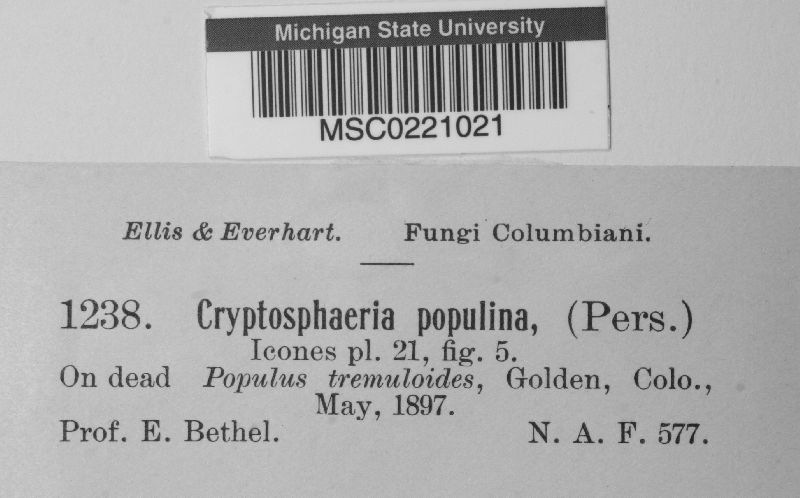 Michigan State University
MSC0221021
Ellis & Everhart. Fungi Columbiani.
1238. Cryptosphaeria populina, (Pers.)
Icones pl. 21, fig. 5.
On dead Populus tremuloides, Golden, Colo.,
May, 1897.
Prof. E. Bethel. N. A. F. 577.